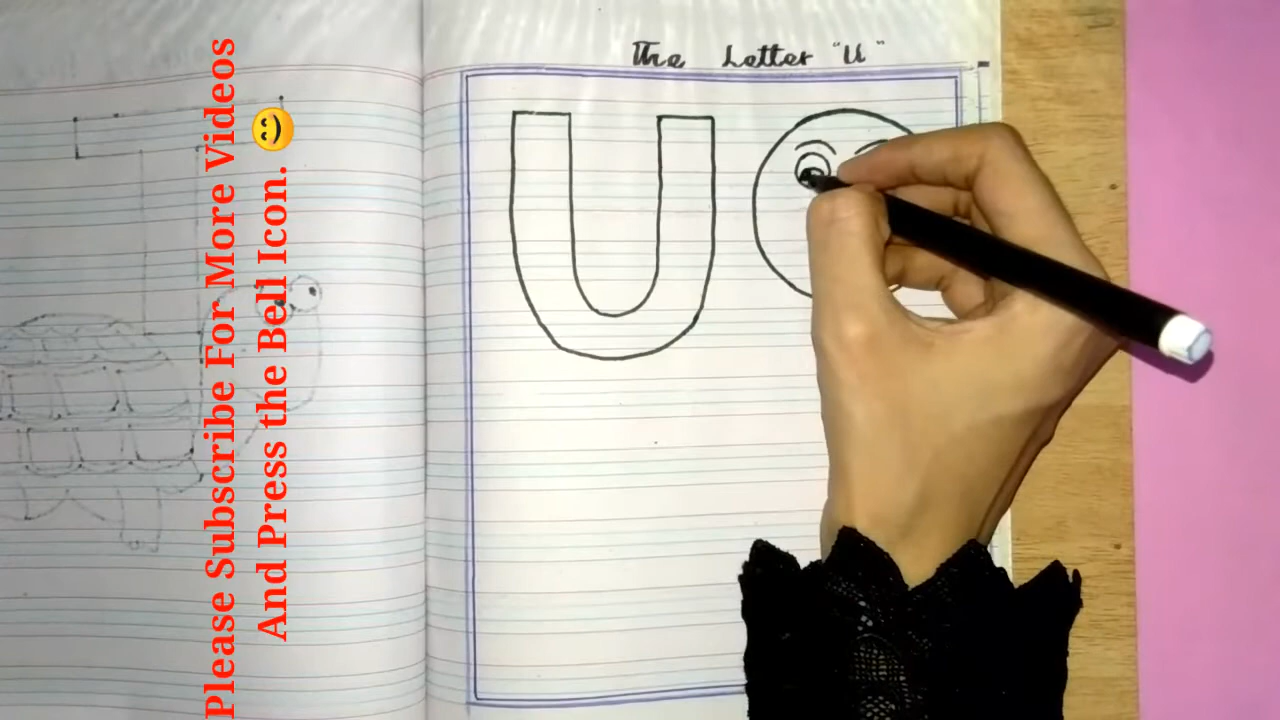 The Letter "U"
U
Please Subscribe For More Videos
And Press the Bell Icon. 😊